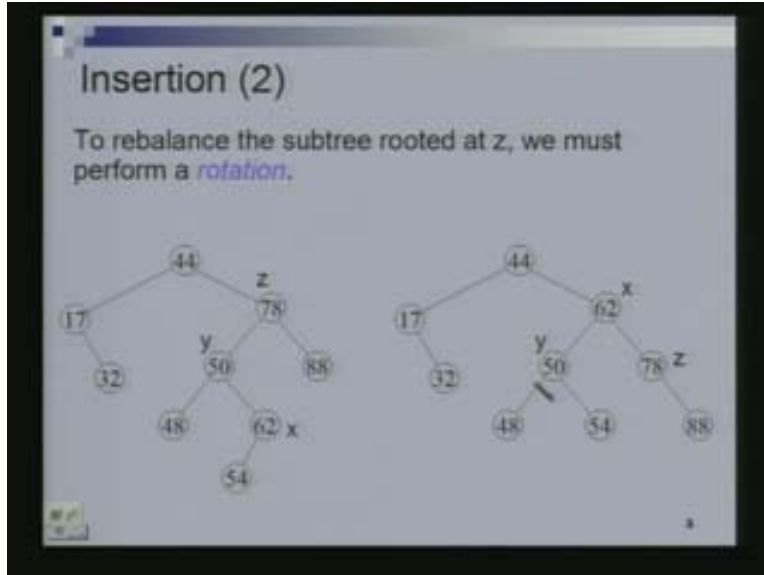 Insertion (2)
To rebalance the subtree rooted at z, we must
perform a rotation.
44
z
78
17
y
50
88
32
48
62 x
54
44
x
62
17
y
50
78 z
32
48
54
88